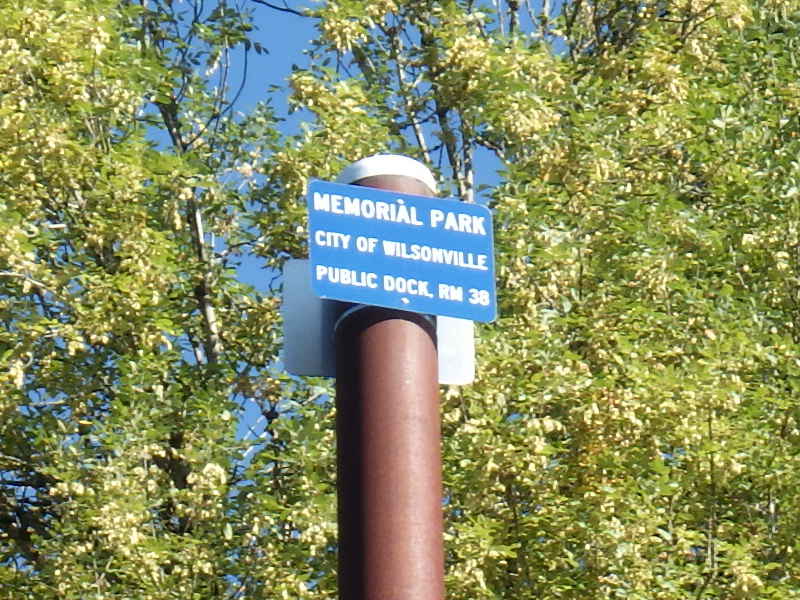 MEMORIAL PARK
CITY OF WILSONVILLE
PUBLIC DOCK, RM 38